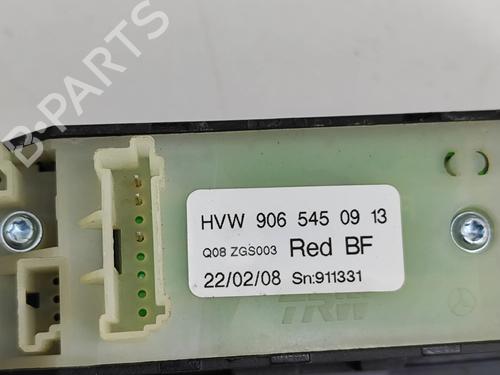 HVW 906 545 09 13
Q08 ZGS003 Red BF
22/02/08 Sn:911331
TRW
B-Parts